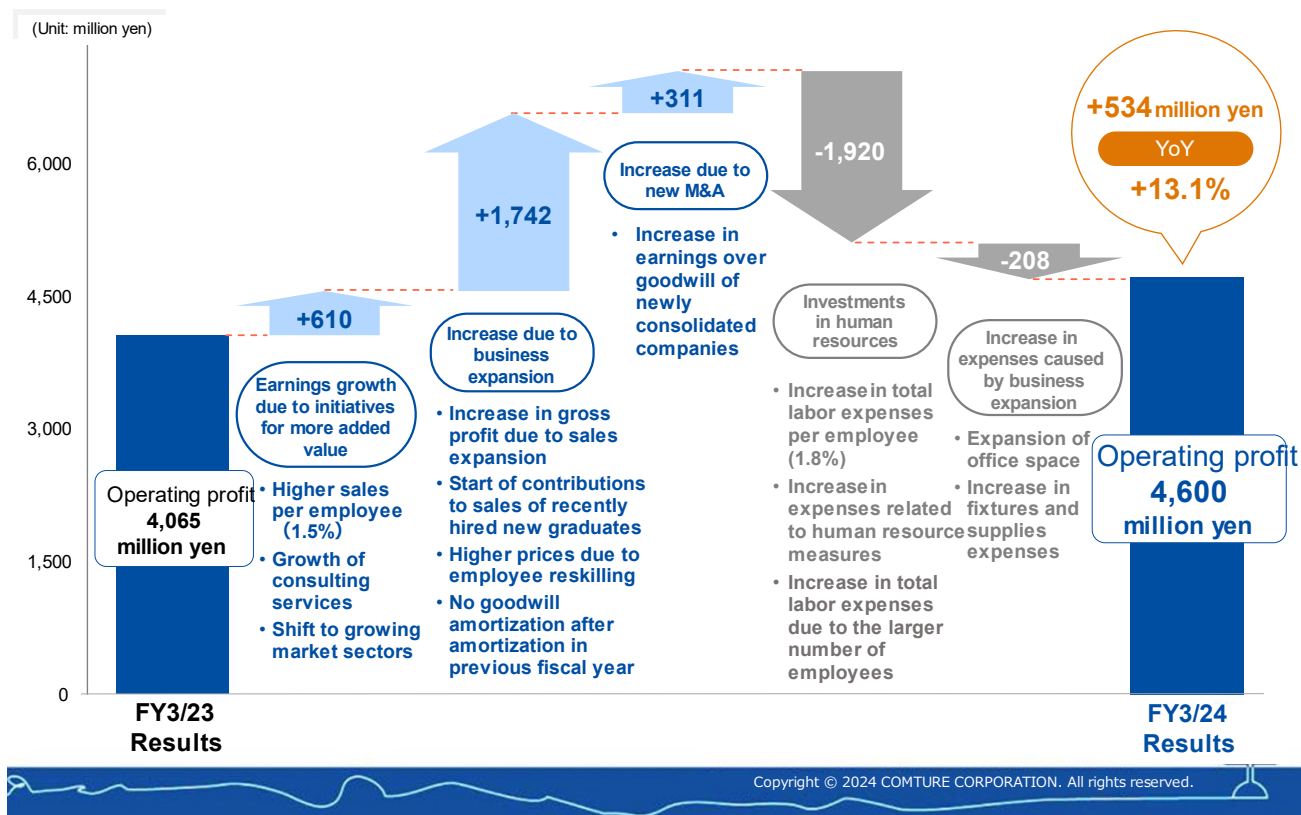 (Unit: million yen)
6,000
4,500
3,000
1,500
0
Operating profit
4,065
million yen
FY3/23
Results
+610
Earnings growth
due to initiatives
for more added
value
• Higher sales
per employee
(1.5%)
• Growth of
consulting
services
• Shift to growing
market sectors
+1,742
Increase due to
business
expansion
• Increase in gross
profit due to sales
expansion
• Start of contributions
to sales of recently
hired new graduates
• Higher prices due to
employee reskilling
• No goodwill
amortization after
amortization in
previous fiscal year
+311
Increase due to
new M&A
• Increase in
earnings over
goodwill of
newly
consolidated
companies
-1,920
Investments
in human
resources
• Increase in total
labor expenses
per employee
(1.8%)
• Increase in
expenses related
to human resource
measures
• Increase in total
labor expenses
due to the larger
number of
employees
-208
Increase in
expenses caused
by business
expansion
• Expansion of
office space
• Increase in
fixtures and
supplies
expenses
+534 million yen
YoY
+13.1%
Operating profit
4,600
million yen
FY3/24
Results
Copyright © 2024 COMTURE CORPORATION. All rights reserved.